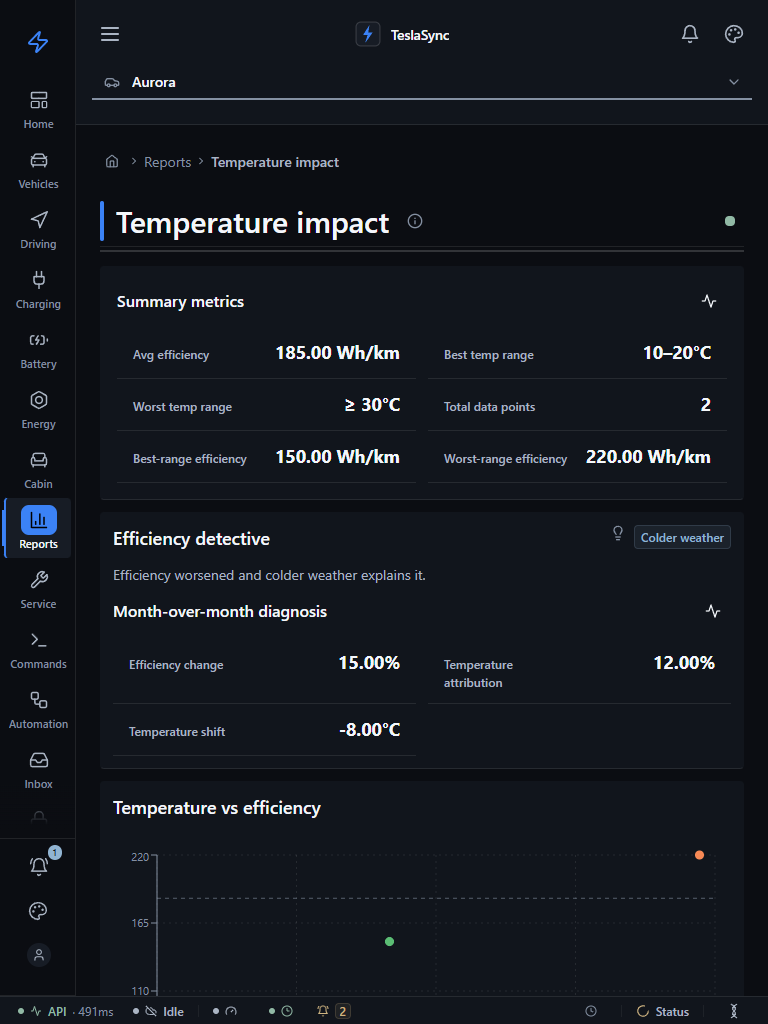 TeslaSync
Aurora
Home
Vehicles
Driving
Charging
Battery
Energy
Cabin
Reports
Service
Commands
Automation
Inbox
1
Reports > Temperature impact
Temperature impact
Summary metrics
Avg efficiency 185.00 Wh/km
Best temp range 10–20°C
Worst temp range ≥ 30°C
Total data points 2
Best-range efficiency 150.00 Wh/km
Worst-range efficiency 220.00 Wh/km
Efficiency detective
Colder weather
Efficiency worsened and colder weather explains it.
Month-over-month diagnosis
Efficiency change 15.00%
Temperature
attribution
12.00%
Temperature shift -8.00°C
Temperature vs efficiency
220
165
110
API · 491ms
Idle
2
Status